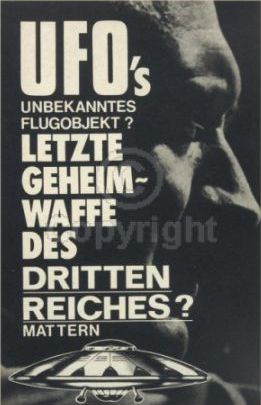 UFO's
UNBEKANNTES
FLUGOBJEKT?
LETZTE
GEHEIM~
WAFFE
DES
DRITTEN
REICHES?
MATTERN
© Copyright